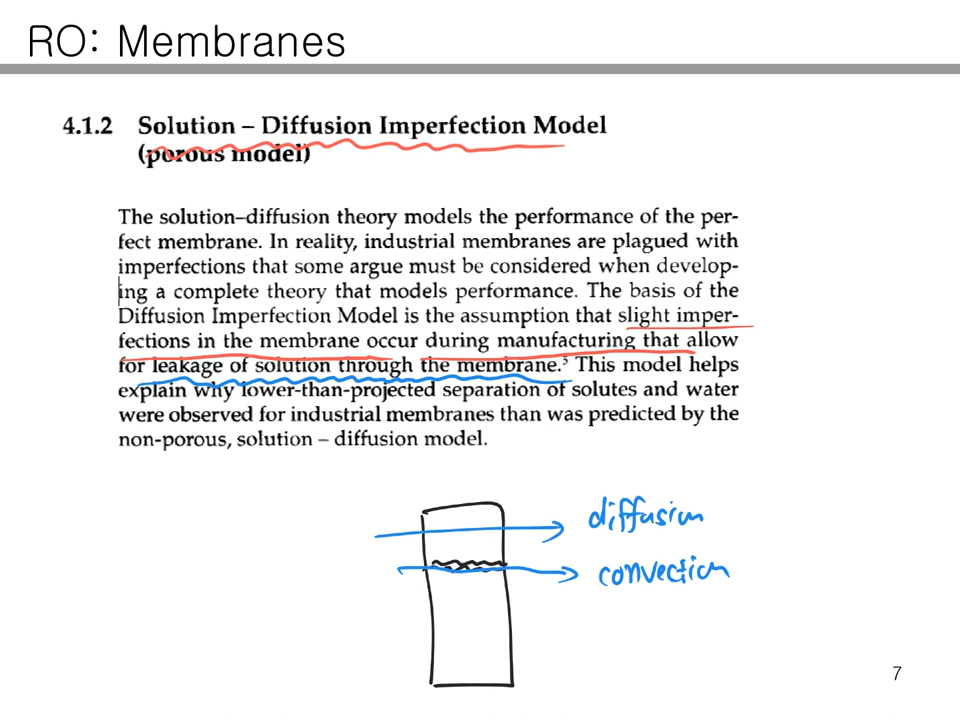 RO: Membranes
4.1.2 Solution – Diffusion Imperfection Model
(porous model)
The solution–diffusion theory models the performance of the per-
fect membrane. In reality, industrial membranes are plagued with
imperfections that some argue must be considered when develop-
ing a complete theory that models performance. The basis of the
Diffusion Imperfection Model is the assumption that slight imper-
fections in the membrane occur during manufacturing that allow
for leakage of solution through the membrane.⁵ This model helps
explain why lower-than-projected separation of solutes and water
were observed for industrial membranes than was predicted by the
non-porous, solution – diffusion model.
diffusion
convection
7